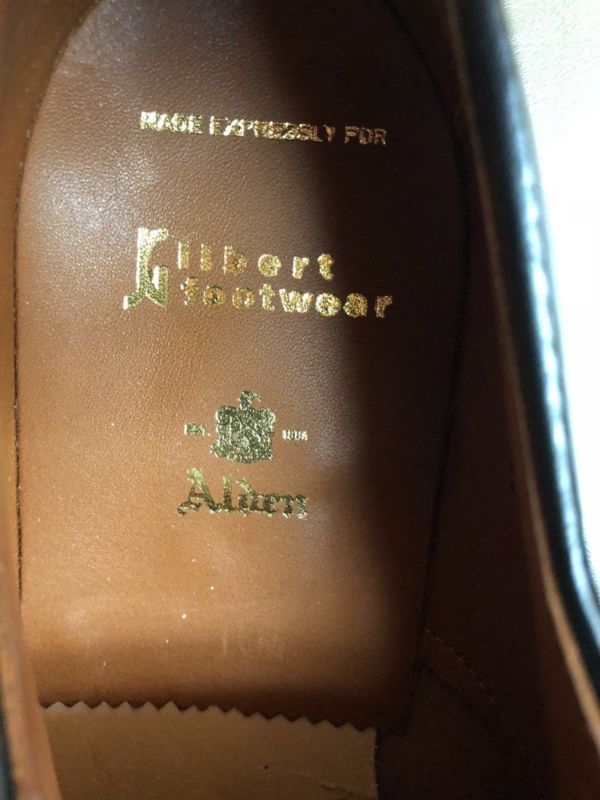 MADE EXPRESSLY FOR
Gilbert
footwear
EST. 1884
Alden